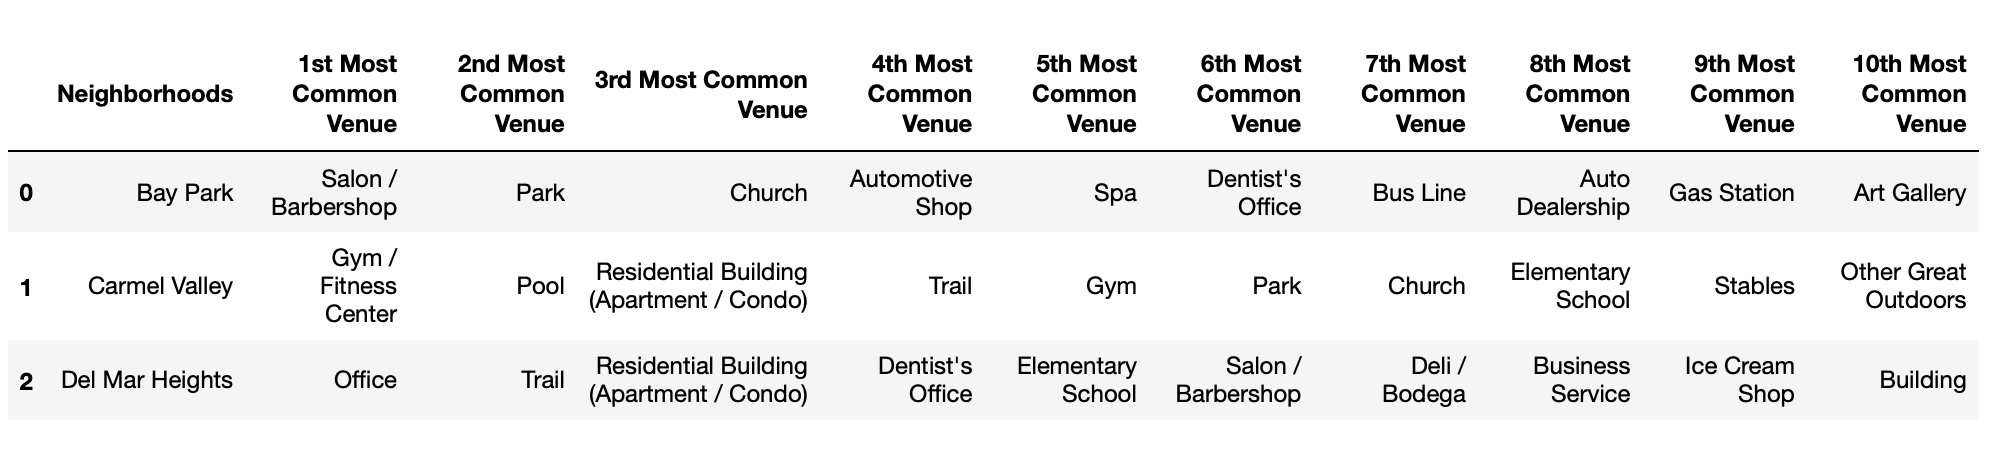 Neighborhoods 1st Most Common Venue 2nd Most Common Venue 3rd Most Common Venue 4th Most Common Venue 5th Most Common Venue 6th Most Common Venue 7th Most Common Venue 8th Most Common Venue 9th Most Common Venue 10th Most Common Venue
0 Bay Park Salon / Barbershop Park Church Automotive Shop Spa Dentist's Office Bus Line Auto Dealership Gas Station Art Gallery
1 Carmel Valley Gym / Fitness Center Pool Residential Building (Apartment / Condo) Trail Gym Park Church Elementary School Stables Other Great Outdoors
2 Del Mar Heights Office Trail Residential Building (Apartment / Condo) Dentist's Office Elementary School Salon / Barbershop Deli / Bodega Business Service Ice Cream Shop Building